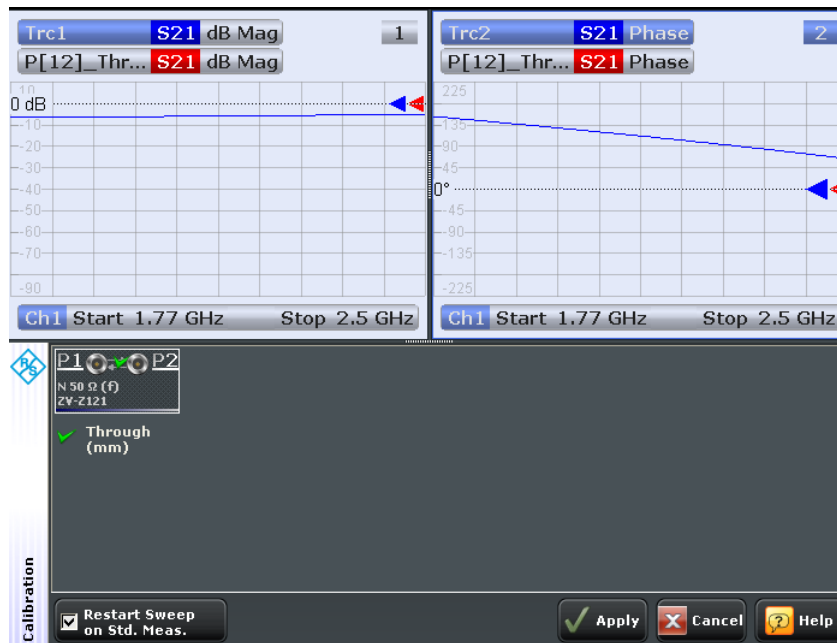 Trc1 S21 dB Mag 1
P[12]_Thr... S21 dB Mag
10
0 dB
-10
-20
-30
-40
-50
-60
-70
-90
Ch1 Start 1.77 GHz Stop 2.5 GHz
Trc2 S21 Phase 2
P[12]_Thr... S21 Phase
225
135
90
45
0°
-45
-90
-135
-225
Ch1 Start 1.77 GHz Stop 2.5 GHz
R&S
P1 P2
N 50 Ω (f)
ZV-Z121
Through
(mm)
Calibration
Restart Sweep
on Std. Meas.
Apply
Cancel
Help